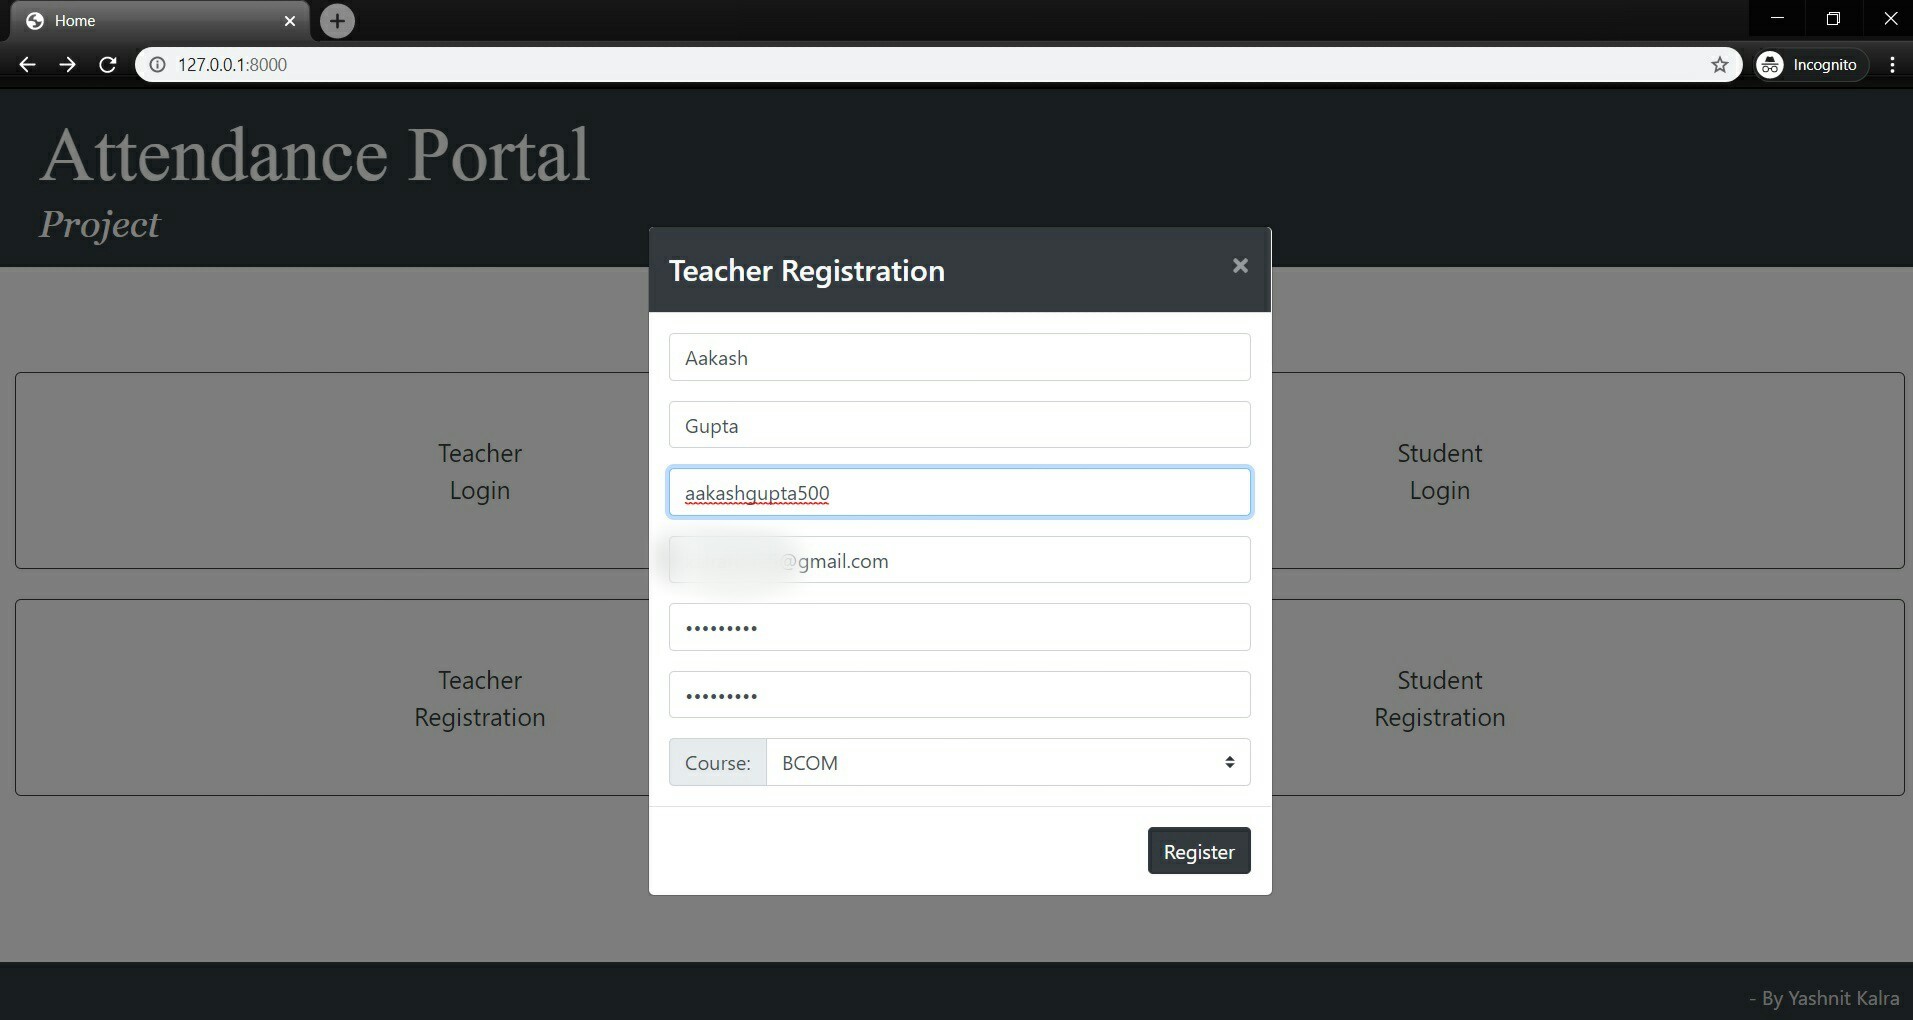 Home
127.0.0.1:8000
Incognito
Attendance Portal
Project
Teacher Registration
Aakash
Gupta
aakashgupta500
@gmail.com
•••••••••
•••••••••
Course: BCOM
Register
Teacher
Login
Student
Login
Teacher
Registration
Student
Registration
- By Yashnit Kalra